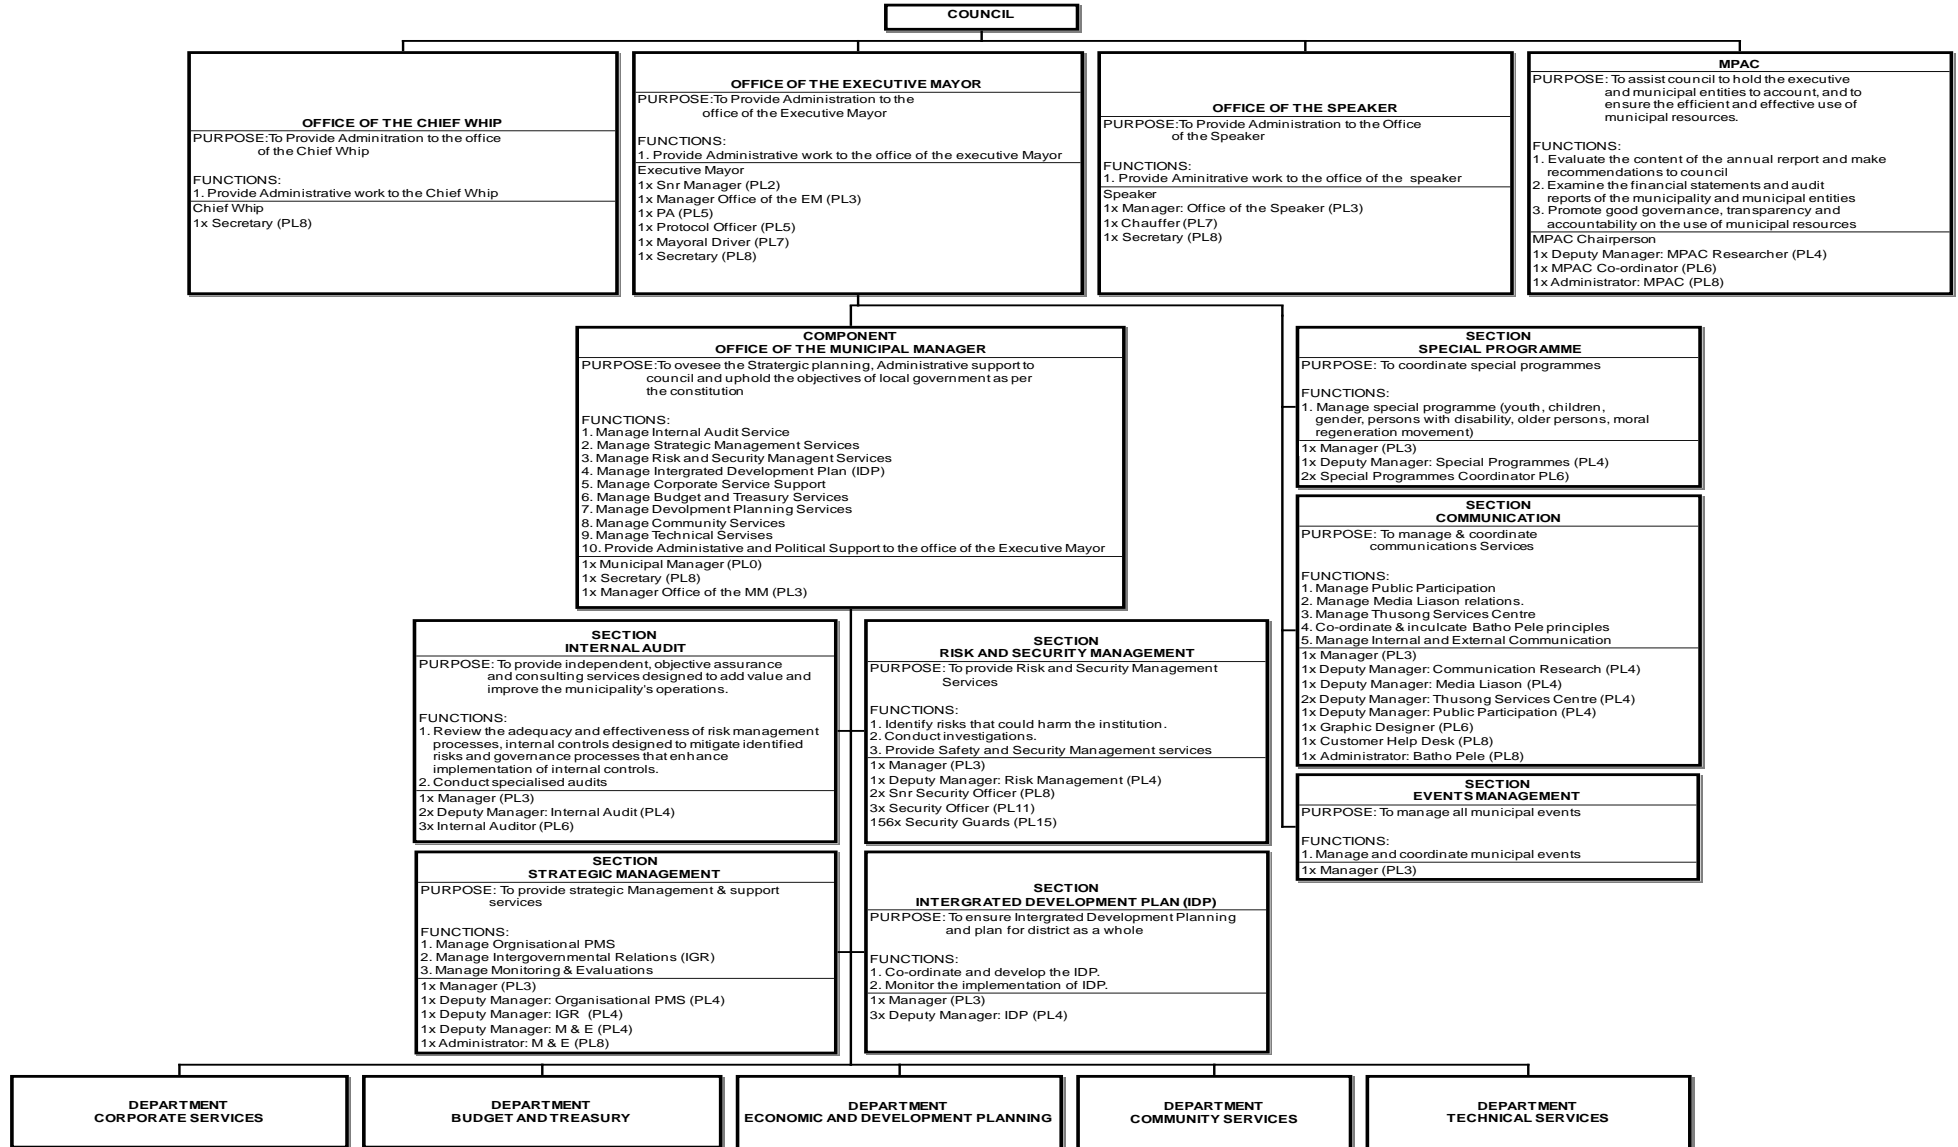 COUNCIL
OFFICE OF THE CHIEF WHIP
PURPOSE:To Provide Adminitration to the office
of the Chief Whip
FUNCTIONS:
1. Provide Administrative work to the Chief Whip
Chief Whip
1x Secretary (PL8)
OFFICE OF THE EXECUTIVE MAYOR
PURPOSE:To Provide Administration to the
office of the Executive Mayor
FUNCTIONS:
1. Provide Administrative work to the office of the executive Mayor
Executive Mayor
1x Snr Manager (PL2)
1x Manager Office of the EM (PL3)
1x PA (PL5)
1x Protocol Officer (PL5)
1x Mayoral Driver (PL7)
1x Secretary (PL8)
OFFICE OF THE SPEAKER
PURPOSE:To Provide Administration to the Office
of the Speaker
FUNCTIONS:
1. Provide Aminitrative work to the office of the speaker
Speaker
1x Manager: Office of the Speaker (PL3)
1x Chauffer (PL7)
1x Secretary (PL8)
MPAC
PURPOSE: To assist council to hold the executive
and municipal entities to account, and to
ensure the efficient and effective use of
municipal resources.
FUNCTIONS:
1. Evaluate the content of the annual rerport and make
recommendations to council
2. Examine the financial statements and audit
reports of the municipality and municipal entities
3. Promote good governance, transparency and
accountability on the use of municipal resources
MPAC Chairperson
1x Deputy Manager: MPAC Researcher (PL4)
1x MPAC Co-ordinator (PL6)
1x Administrator: MPAC (PL8)
COMPONENT
OFFICE OF THE MUNICIPAL MANAGER
PURPOSE:To ovesee the Stratergic planning, Administrative support to
council and uphold the objectives of local government as per
the constitution
FUNCTIONS:
1. Manage Internal Audit Service
2. Manage Strategic Management Services
3. Manage Risk and Security Managent Services
4. Manage Intergrated Development Plan (IDP)
5. Manage Corporate Service Support
6. Manage Budget and Treasury Services
7. Manage Devolpment Planning Services
8. Manage Community Services
9. Manage Technical Servises
10. Provide Administative and Political Support to the office of the Executive Mayor
1x Municipal Manager (PL0)
1x Secretary (PL8)
1x Manager Office of the MM (PL3)
SECTION
SPECIAL PROGRAMME
PURPOSE: To coordinate special programmes
FUNCTIONS:
1. Manage special programme (youth, children,
gender, persons with disability, older persons, moral
regeneration movement)
1x Manager (PL3)
1x Deputy Manager: Special Programmes (PL4)
2x Special Programmes Coordinator PL6)
SECTION
COMMUNICATION
PURPOSE: To manage & coordinate
communications Services
FUNCTIONS:
1. Manage Public Participation
2. Manage Media Liason relations.
3. Manage Thusong Services Centre
4. Co-ordinate & inculcate Batho Pele principles
5. Manage Internal and External Communication
1x Manager (PL3)
1x Deputy Manager: Communication Research (PL4)
1x Deputy Manager: Media Liason (PL4)
2x Deputy Manager: Thusong Services Centre (PL4)
1x Deputy Manager: Public Participation (PL4)
1x Graphic Designer (PL6)
1x Customer Help Desk (PL8)
1x Administrator: Batho Pele (PL8)
SECTION
EVENTS MANAGEMENT
PURPOSE: To manage all municipal events
FUNCTIONS:
1. Manage and coordinate municipal events
1x Manager (PL3)
SECTION
INTERNAL AUDIT
PURPOSE: To provide independent, objective assurance
and consulting services designed to add value and
improve the municipality's operations.
FUNCTIONS:
1. Review the adequacy and effectiveness of risk management
processes, internal controls designed to mitigate identified
risks and governance processes that enhance
implementation of internal controls.
2. Conduct specialised audits
1x Manager (PL3)
2x Deputy Manager: Internal Audit (PL4)
3x Internal Auditor (PL6)
SECTION
RISK AND SECURITY MANAGEMENT
PURPOSE: To provide Risk and Security Management
Services
FUNCTIONS:
1. Identify risks that could harm the institution.
2. Conduct investigations.
3. Provide Safety and Security Management services
1x Manager (PL3)
1x Deputy Manager: Risk Management (PL4)
2x Snr Security Officer (PL8)
3x Security Officer (PL11)
156x Security Guards (PL15)
SECTION
STRATEGIC MANAGEMENT
PURPOSE: To provide strategic Management & support
services
FUNCTIONS:
1. Manage Orgnisational PMS
2. Manage Intergovernmental Relations (IGR)
3. Manage Monitoring & Evaluations
1x Manager (PL3)
1x Deputy Manager: Organisational PMS (PL4)
1x Deputy Manager: IGR (PL4)
1x Deputy Manager: M & E (PL4)
1x Administrator: M & E (PL8)
SECTION
INTERGRATED DEVELOPMENT PLAN (IDP)
PURPOSE: To ensure Intergrated Development Planning
and plan for district as a whole
FUNCTIONS:
1. Co-ordinate and develop the IDP.
2. Monitor the implementation of IDP.
1x Manager (PL3)
3x Deputy Manager: IDP (PL4)
DEPARTMENT
CORPORATE SERVICES
DEPARTMENT
BUDGET AND TREASURY
DEPARTMENT
ECONOMIC AND DEVELOPMENT PLANNING
DEPARTMENT
COMMUNITY SERVICES
DEPARTMENT
TECHNICAL SERVICES